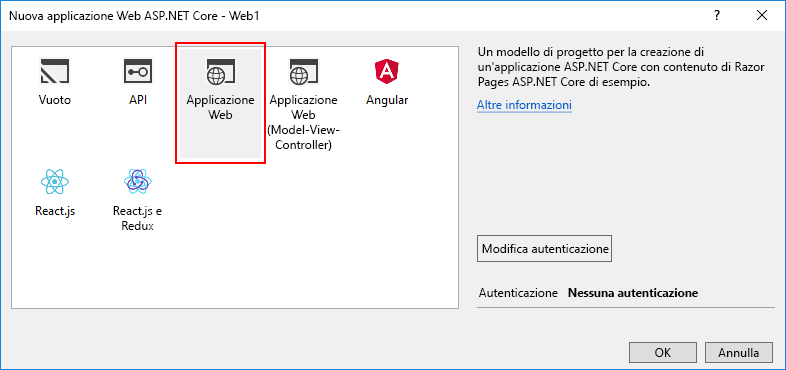 Nuova applicazione Web ASP.NET Core - Web1
Vuoto
API
Applicazione
Web
Applicazione
Web
(Model-View-
Controller)
Angular
React.js
React.js e
Redux
Un modello di progetto per la creazione di
un'applicazione ASP.NET Core con contenuto di Razor
Pages ASP.NET Core di esempio.
Altre informazioni
Modifica autenticazione
Autenticazione Nessuna autenticazione
OK
Annulla